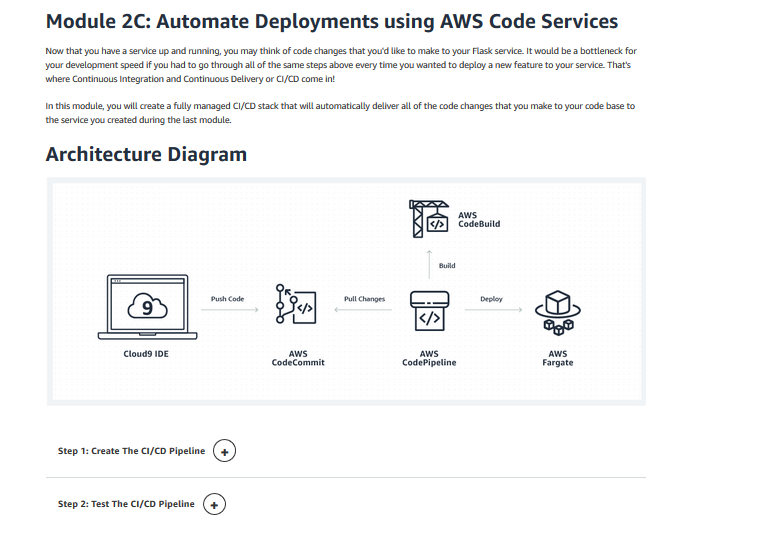 Module 2C: Automate Deployments using AWS Code Services
Now that you have a service up and running, you may think of code changes that you'd like to make to your Flask service. It would be a bottleneck for
your development speed if you had to go through all of the same steps above every time you wanted to deploy a new feature to your service. That's
where Continuous Integration and Continuous Delivery or CI/CD come in!
In this module, you will create a fully managed CI/CD stack that will automatically deliver all of the code changes that you make to your code base to
the service you created during the last module.
Architecture Diagram
AWS
CodeBuild
Build
9
Push Code
Pull Changes
Deploy
</>
</>
</>
Cloud9 IDE
AWS
CodeCommit
AWS
CodePipeline
AWS
Fargate
Step 1: Create The CI/CD Pipeline
+
Step 2: Test The CI/CD Pipeline
+